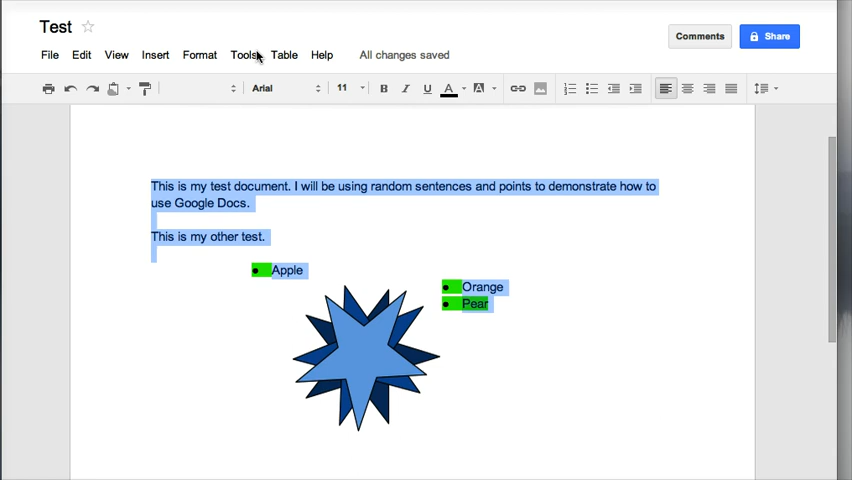 Test
Comments
Share
File Edit View Insert Format Tools Table Help All changes saved
Arial 11 B I U A A
This is my test document. I will be using random sentences and points to demonstrate how to
use Google Docs.
This is my other test.
Apple
Orange
Pear